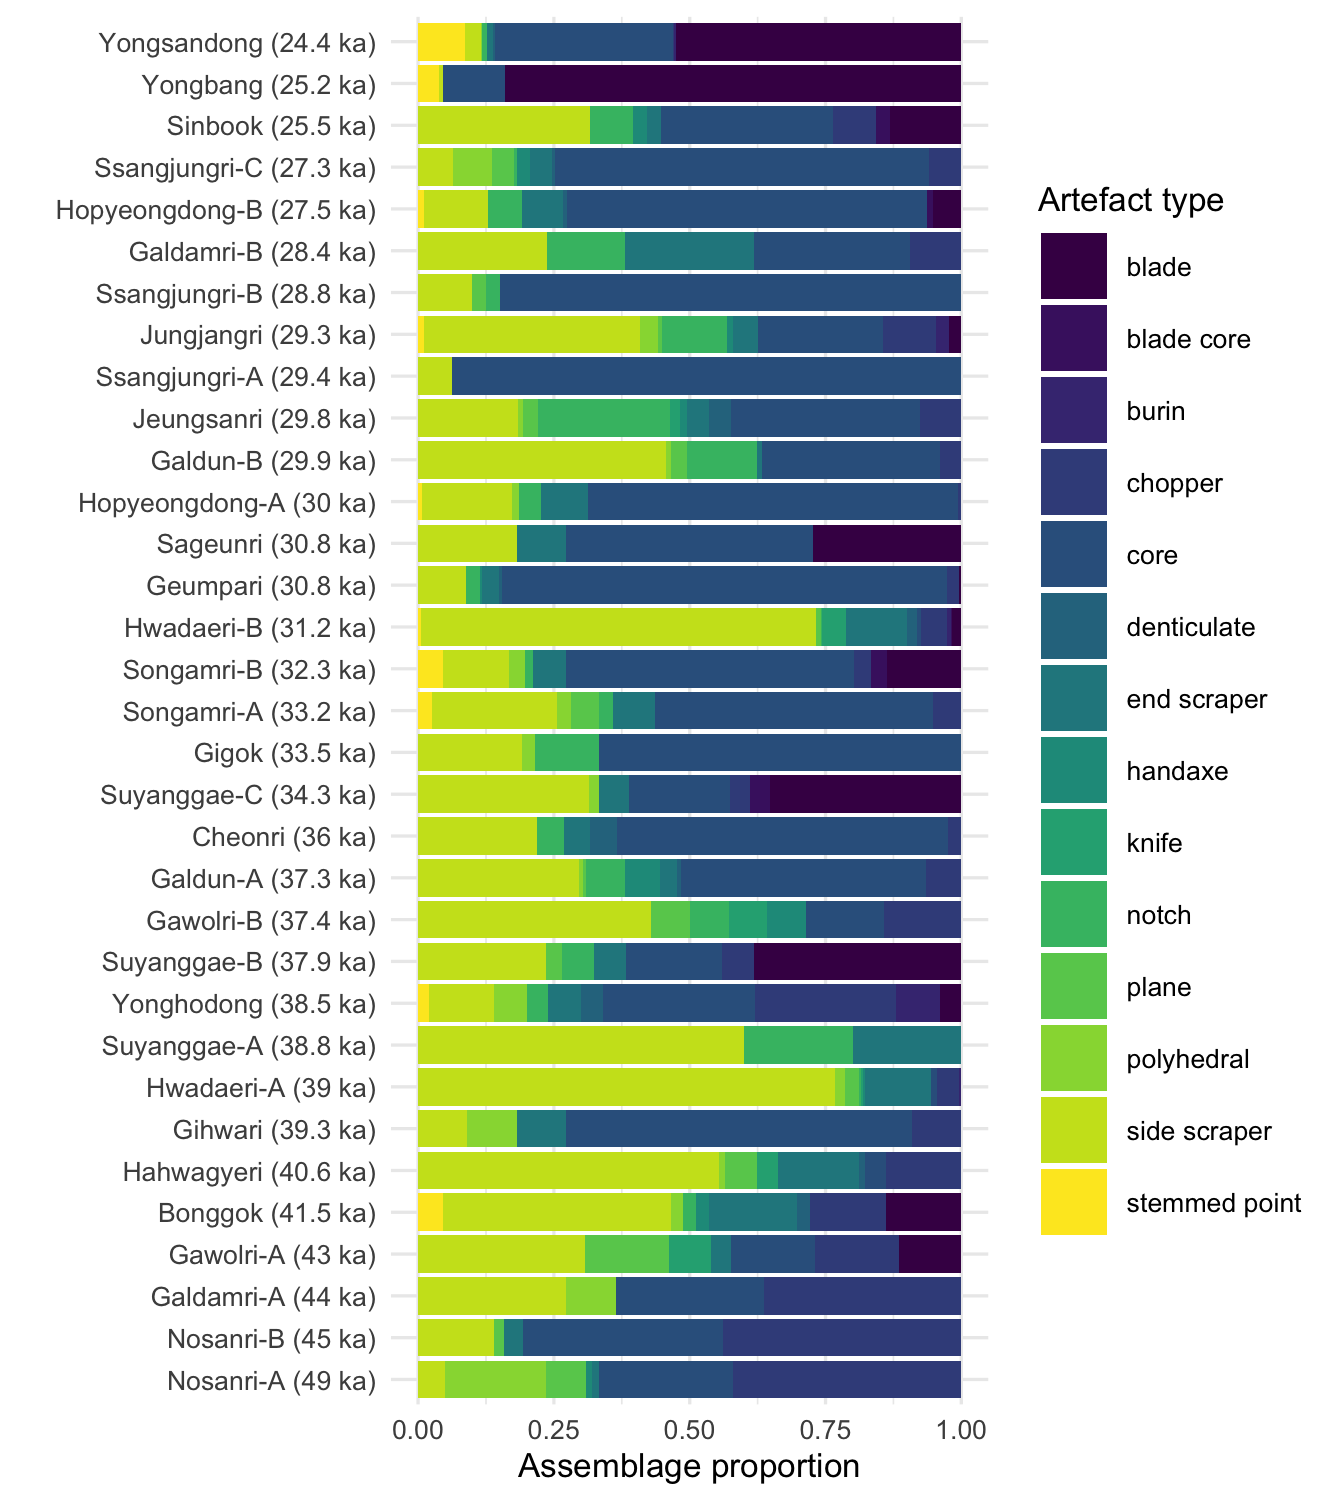 Yongsandong (24.4 ka)
Yongbang (25.2 ka)
Sinbook (25.5 ka)
Ssangjungri-C (27.3 ka)
Hopyeongdong-B (27.5 ka)
Galdamri-B (28.4 ka)
Ssangjungri-B (28.8 ka)
Jungjangri (29.3 ka)
Ssangjungri-A (29.4 ka)
Jeungsanri (29.8 ka)
Galdun-B (29.9 ka)
Hopyeongdong-A (30 ka)
Sageunri (30.8 ka)
Geumpari (30.8 ka)
Hwadaeri-B (31.2 ka)
Songamri-B (32.3 ka)
Songamri-A (33.2 ka)
Gigok (33.5 ka)
Suyanggae-C (34.3 ka)
Cheonri (36 ka)
Galdun-A (37.3 ka)
Gawolri-B (37.4 ka)
Suyanggae-B (37.9 ka)
Yonghodong (38.5 ka)
Suyanggae-A (38.8 ka)
Hwadaeri-A (39 ka)
Gihwari (39.3 ka)
Hahwagyeri (40.6 ka)
Bonggok (41.5 ka)
Gawolri-A (43 ka)
Galdamri-A (44 ka)
Nosanri-B (45 ka)
Nosanri-A (49 ka)
0.00 0.25 0.50 0.75 1.00
Assemblage proportion
Artefact type
blade
blade core
burin
chopper
core
denticulate
end scraper
handaxe
knife
notch
plane
polyhedral
side scraper
stemmed point